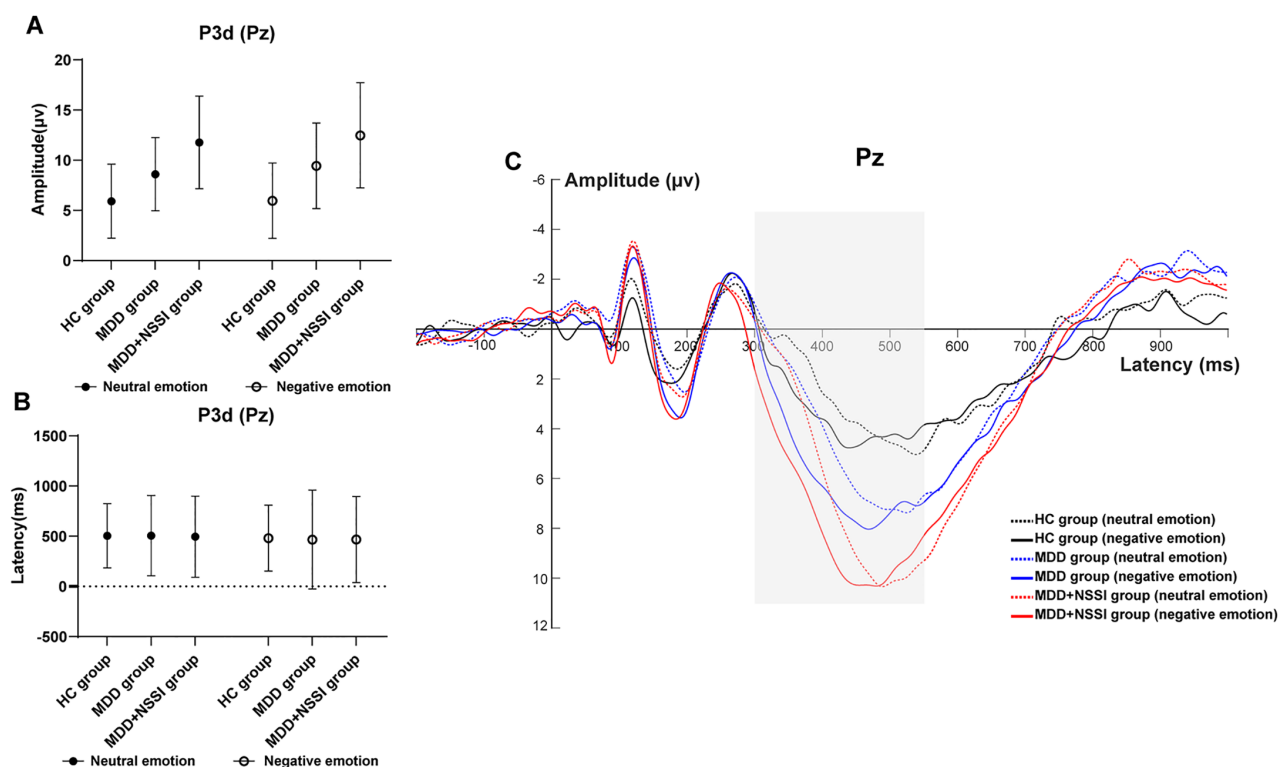 A
P3d (Pz)
Amplitude(μv)
20
15
10
5
0
HC group
MDD group
MDD+NSSI group
HC group
MDD group
MDD+NSSI group
Neutral emotion
Negative emotion
B
P3d (Pz)
Latency(ms)
1500
1000
500
0
-500
HC group
MDD group
MDD+NSSI group
HC group
MDD group
MDD+NSSI group
Neutral emotion
Negative emotion
C
Pz
Amplitude (μv)
-6
-4
-2
2
4
6
8
10
12
-100
100
200
300
400
500
600
700
800
900
Latency (ms)
HC group (neutral emotion)
HC group (negative emotion)
MDD group (neutral emotion)
MDD group (negative emotion)
MDD+NSSI group (neutral emotion)
MDD+NSSI group (negative emotion)